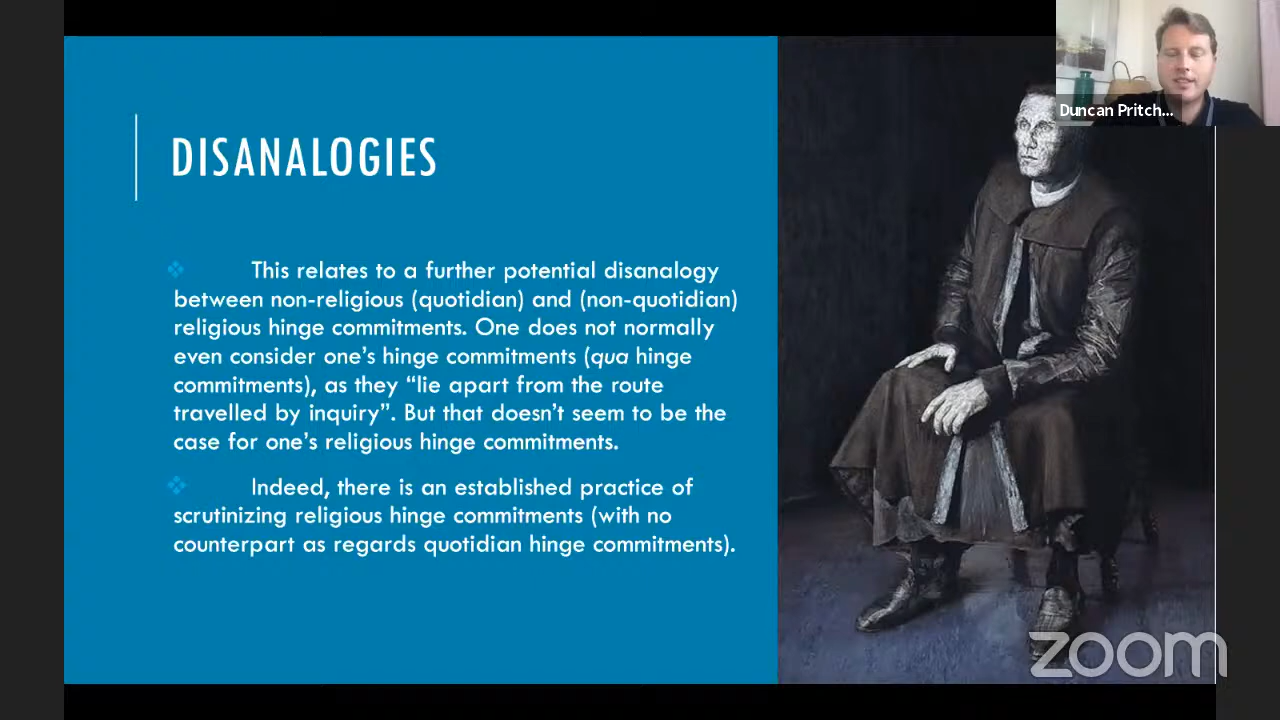 Duncan Pritch...
DISANALOGIES
This relates to a further potential disanalogy
between non-religious (quotidian) and (non-quotidian)
religious hinge commitments. One does not normally
even consider one's hinge commitments (qua hinge
commitments), as they “lie apart from the route
travelled by inquiry”. But that doesn't seem to be the
case for one's religious hinge commitments.
Indeed, there is an established practice of
scrutinizing religious hinge commitments (with no
counterpart as regards quotidian hinge commitments).
zoom